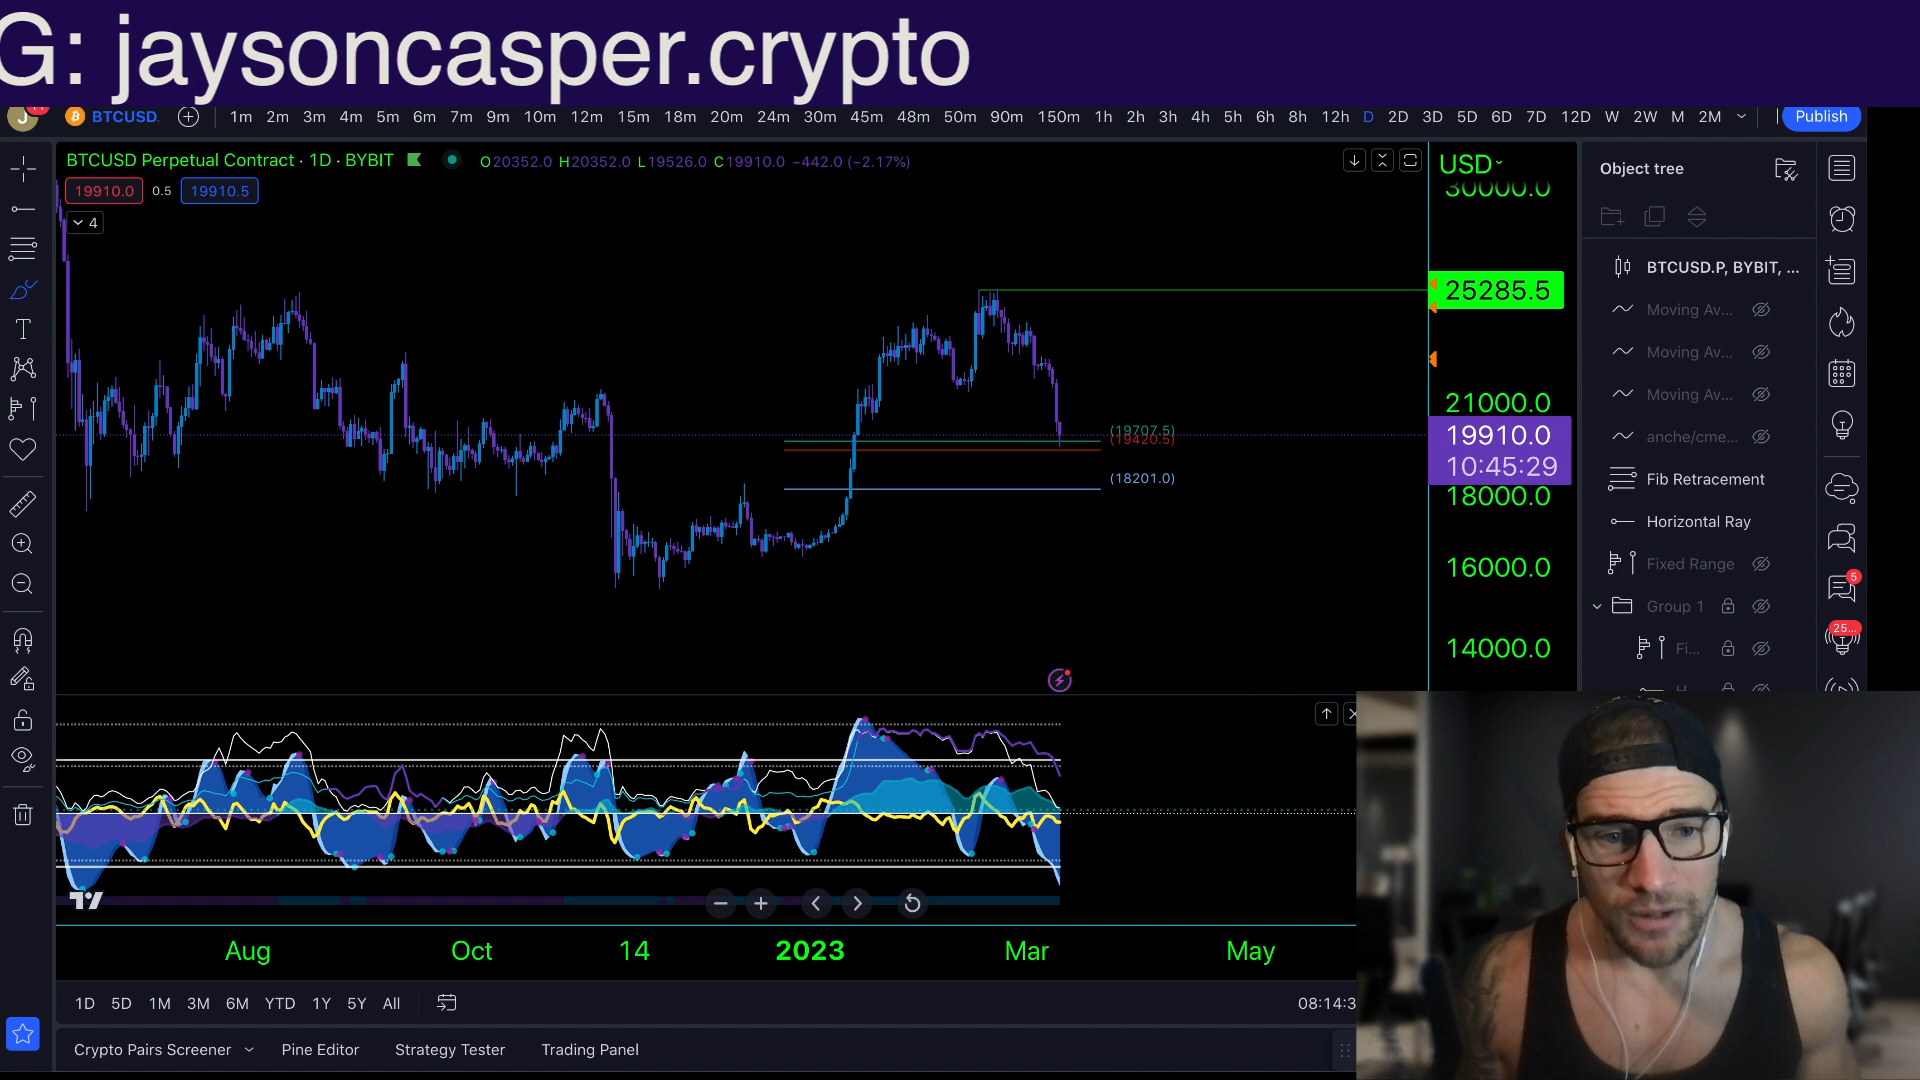 G: jaysoncasper.crypto
J 11 BTCUSD. 1m 2m 3m 4m 5m 6m 7m 9m 10m 12m 15m 18m 20m 24m 30m 45m 48m 50m 90m 150m 1h 2h 3h 4h 5h 6h 8h 12h D 2D 3D 5D 6D 7D 12D W 2W M 2M Publish
BTCUSD Perpetual Contract · 1D · BYBIT O20352.0 H20352.0 L19526.0 C19910.0 −442.0 (−2.17%)
19910.0 0.5 19910.5
4
USD
30000.0
25285.5
21000.0
19910.0
10:45:29
18000.0
16000.0
14000.0
(19707.5)
(19420.5)
(18201.0)
Object tree
BTCUSD.P, BYBIT, ...
Moving Av...
Moving Av...
Moving Av...
anche/cme...
Fib Retracement
Horizontal Ray
Fixed Range
Group 1
Fi...
5
25...
Aug Oct 14 2023 Mar May
1D 5D 1M 3M 6M YTD 1Y 5Y All
08:14:3
Crypto Pairs Screener Pine Editor Strategy Tester Trading Panel